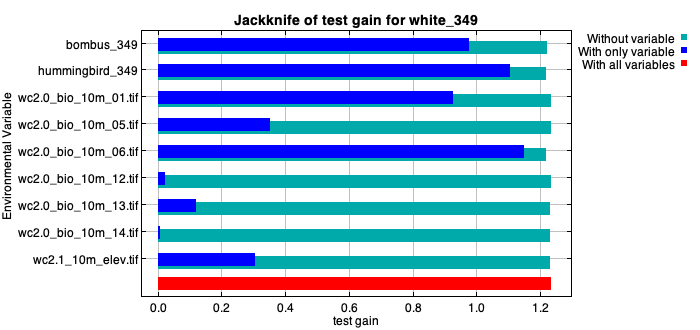 Jackknife of test gain for white_349
Without variable
With only variable
With all variables
Environmental Variable
bombus_349
hummingbird_349
wc2.0_bio_10m_01.tif
wc2.0_bio_10m_05.tif
wc2.0_bio_10m_06.tif
wc2.0_bio_10m_12.tif
wc2.0_bio_10m_13.tif
wc2.0_bio_10m_14.tif
wc2.1_10m_elev.tif
0.0 0.2 0.4 0.6 0.8 1.0 1.2
test gain